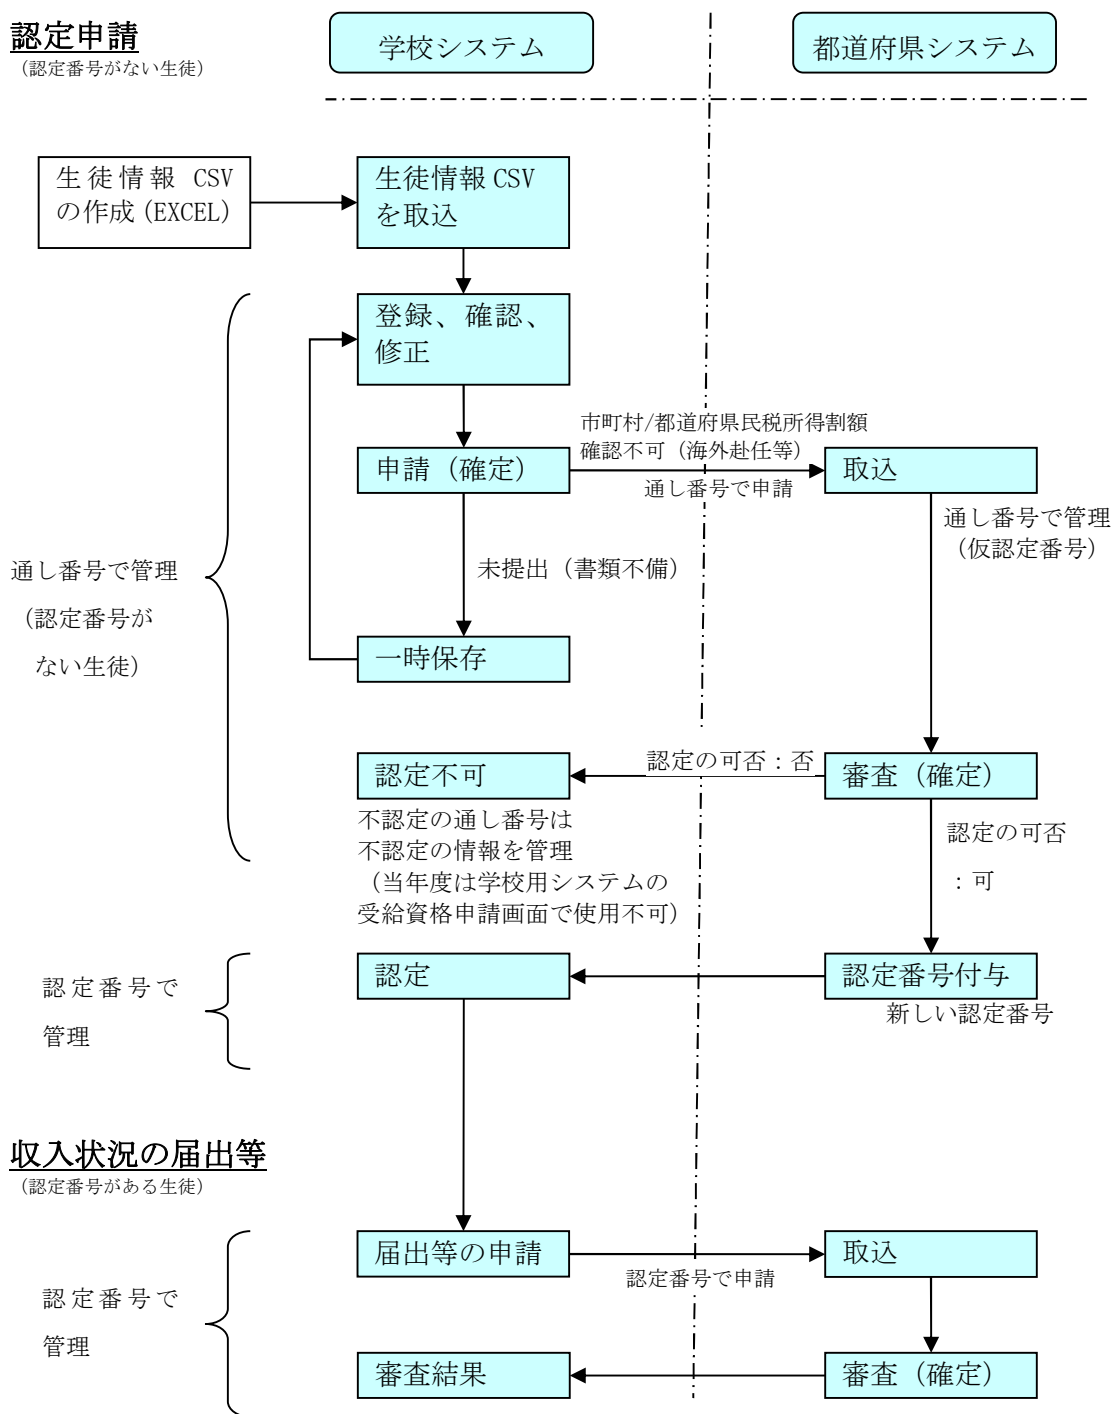 認定申請
（認定番号がない生徒）
学校システム
都道府県システム
生徒情報 CSV
の作成（EXCEL）
生徒情報 CSV
を取込
登録、確認、
修正
市町村/都道府県民税所得割額
確認不可（海外赴任等）
申請（確定）
通し番号で申請
取込
通し番号で管理
（仮認定番号）
未提出（書類不備）
通し番号で管理
（認定番号が
ない生徒）
一時保存
認定の可否：否
認定不可
審査（確定）
不認定の通し番号は
不認定の情報を管理
（当年度は学校用システムの
受給資格申請画面で使用不可）
認定の可否
：可
認定番号で
管理
認定
認定番号付与
新しい認定番号
収入状況の届出等
（認定番号がある生徒）
届出等の申請
認定番号で申請
取込
認定番号で
管理
審査結果
審査（確定）